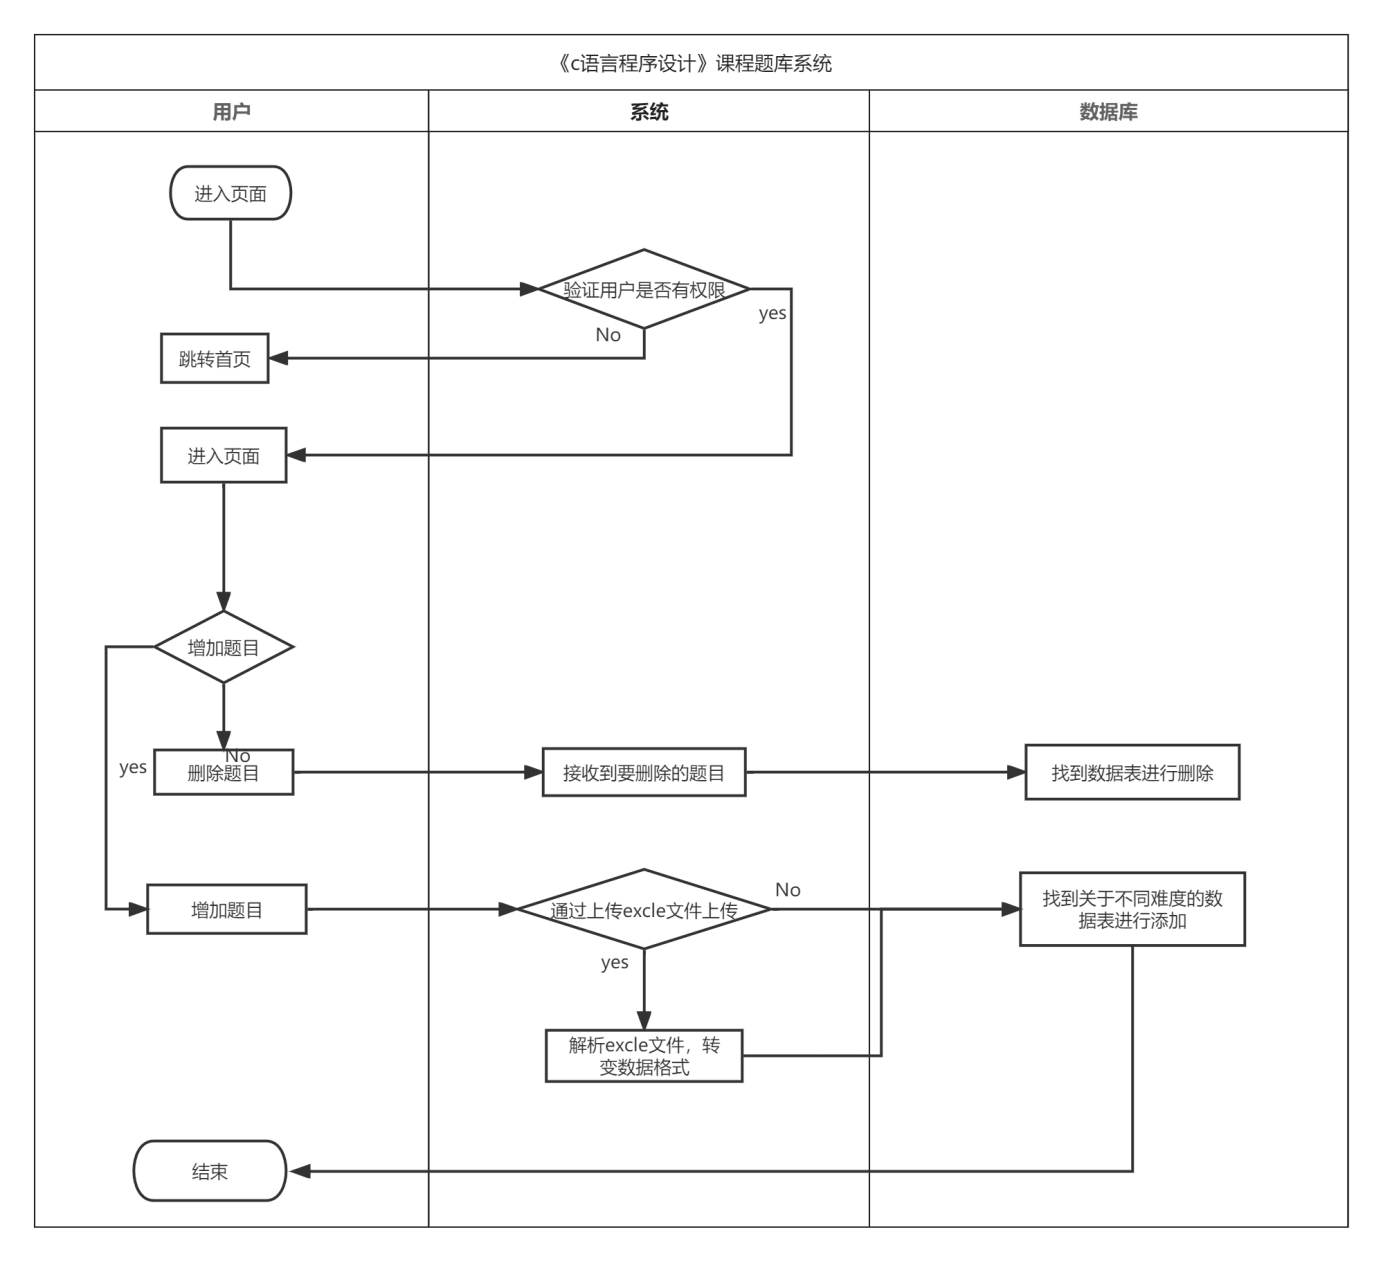 《c语言程序设计》课程题库系统
用户
系统
数据库
进入页面
验证用户是否有权限
yes
No
跳转首页
进入页面
增加题目
No
yes
删除题目
接收到要删除的题目
找到数据表进行删除
No
增加题目
通过上传excle文件上传
找到关于不同难度的数
据表进行添加
yes
解析excle文件，转
变数据格式
结束